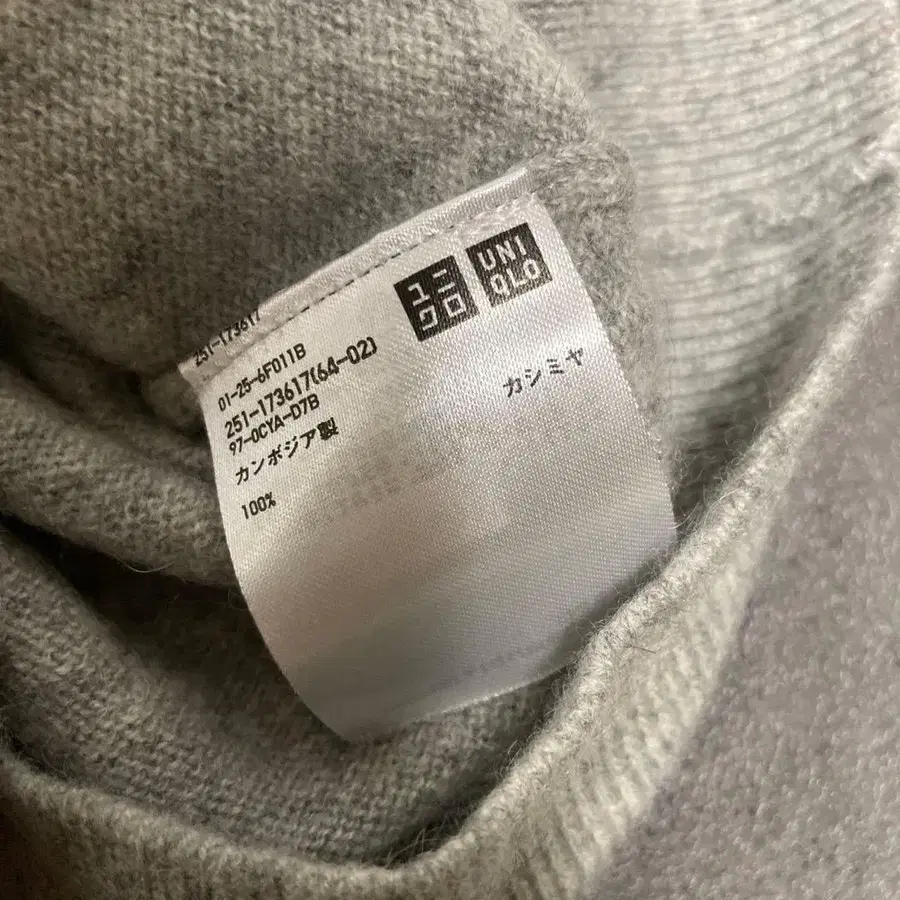 ユニ
クロ
UNI
QLO
251-173617
01-25-6F011B
251-173617(64-02)
97-0CYA-D7B
カンボジア製
カシミヤ
100%